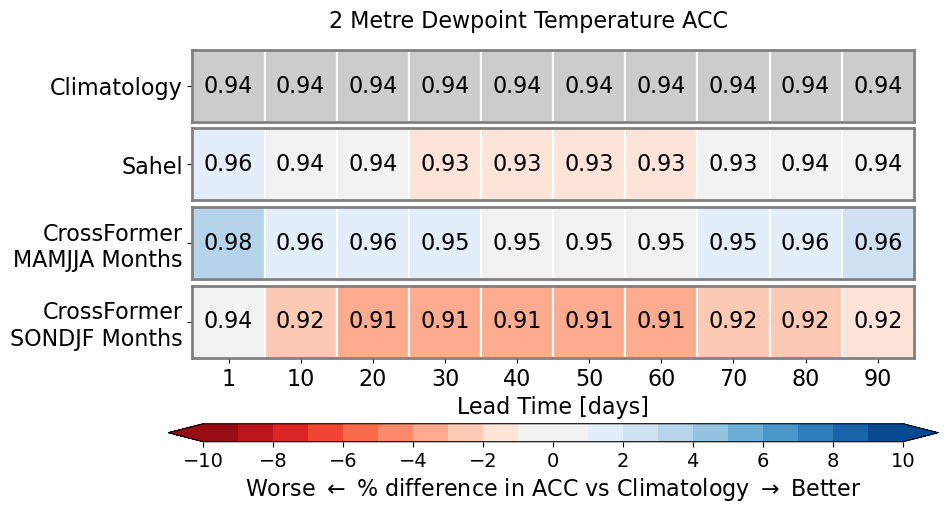 2 Metre Dewpoint Temperature ACC
Climatology 0.94 0.94 0.94 0.94 0.94 0.94 0.94 0.94 0.94 0.94
Sahel 0.96 0.94 0.94 0.93 0.93 0.93 0.93 0.93 0.94 0.94
CrossFormer
MAMJJA Months 0.98 0.96 0.96 0.95 0.95 0.95 0.95 0.95 0.96 0.96
CrossFormer
SONDJF Months 0.94 0.92 0.91 0.91 0.91 0.91 0.91 0.92 0.92 0.92
1 10 20 30 40 50 60 70 80 90
Lead Time [days]
−10 −8 −6 −4 −2 0 2 4 6 8 10
Worse ← % difference in ACC vs Climatology → Better